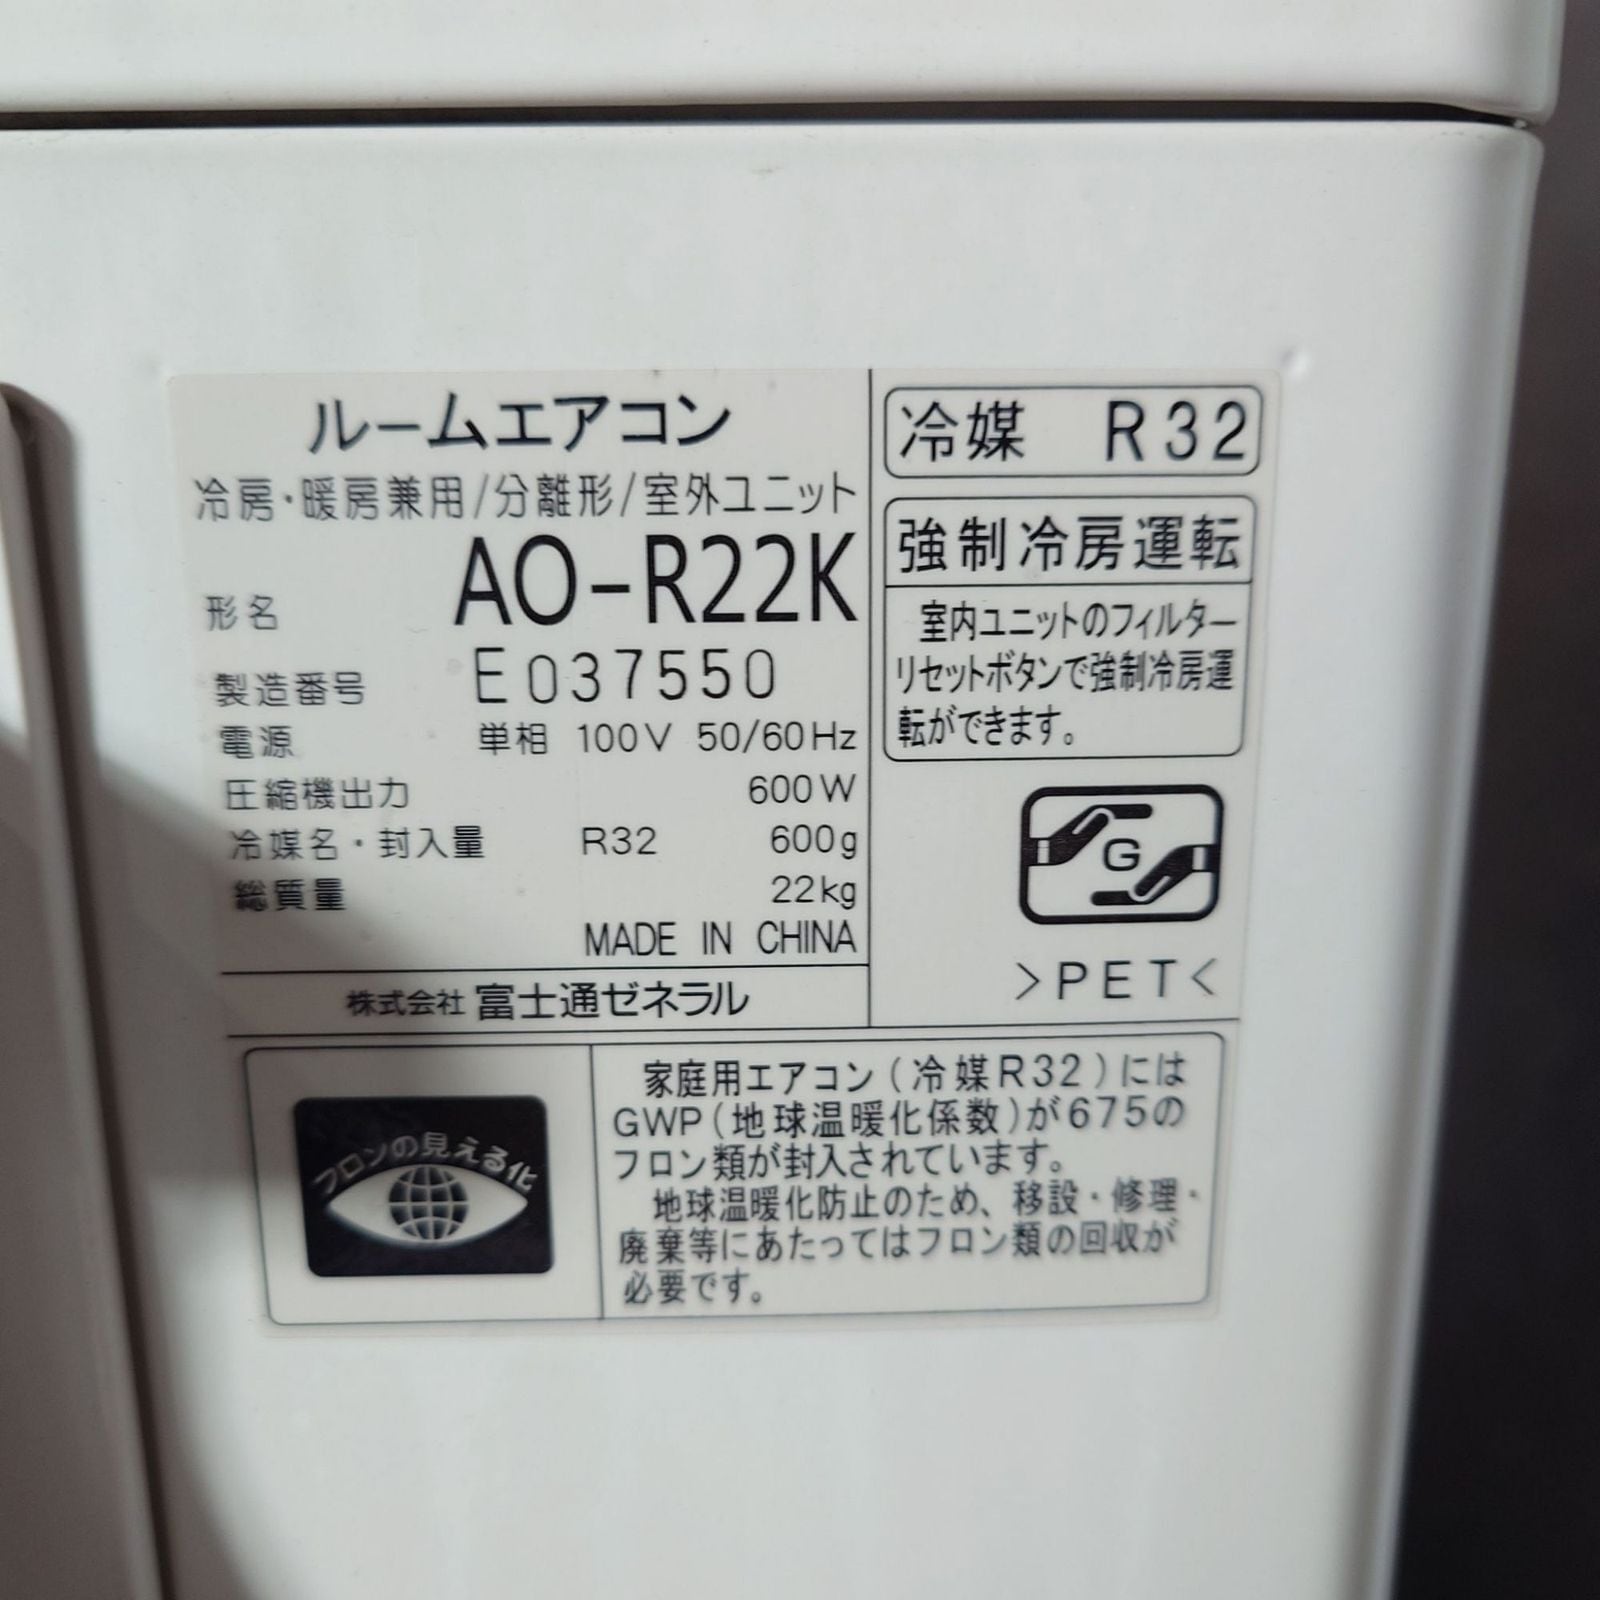 ルームエアコン
冷房・暖房兼用/分離形/室外ユニット
形名 AO-R22K
製造番号 E037550
電源 単相 100V 50/60Hz
圧縮機出力 600W
冷媒名・封入量 R32 600g
総質量 22kg
MADE IN CHINA
株式会社 富士通ゼネラル
冷媒 R32
強制冷房運転
室内ユニットのフィルター
リセットボタンで強制冷房運
転ができます。
G
>PET<
フロンの見える化
家庭用エアコン(冷媒R32)には
GWP(地球温暖化係数)が675の
フロン類が封入されています。
地球温暖化防止のため、移設・修理・
廃棄等にあたってはフロン類の回収が
必要です。